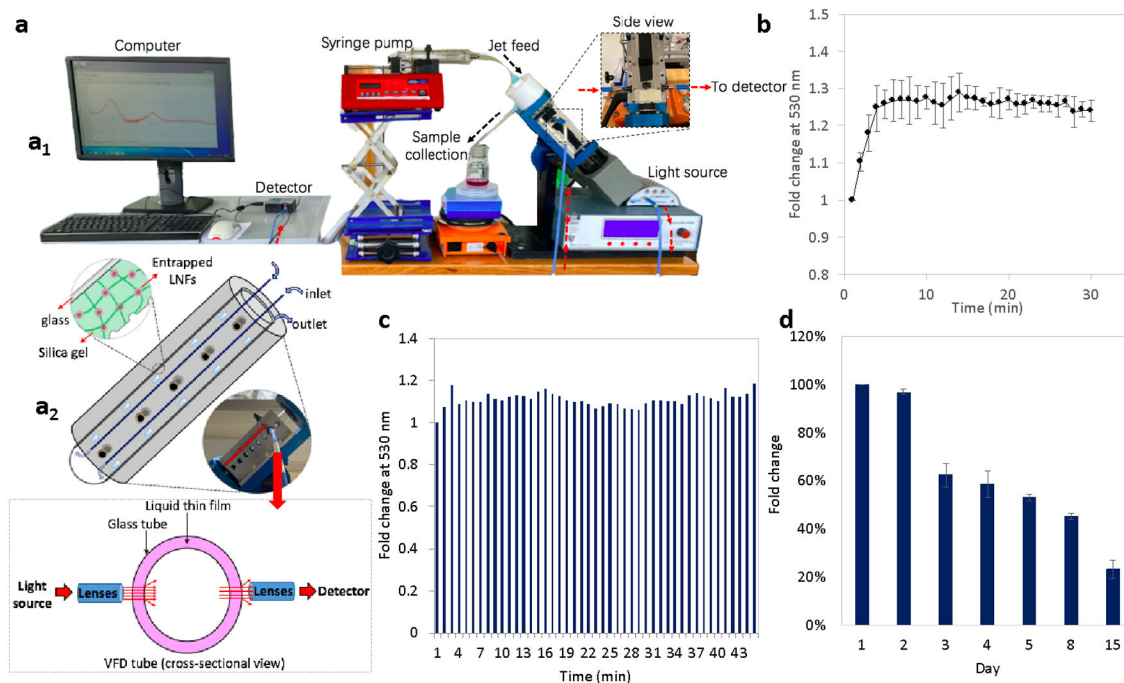 a
Computer
Syringe pump
Jet feed
Side view
To detector
a1
Detector
Sample
collection
Light source
b
Fold change at 530 nm
1.5
1.4
1.3
1.2
1.1
1
0.9
0.8
0
10
20
30
Time (min)
Entrapped
LNFs
glass
Silica gel
inlet
outlet
a2
Liquid thin film
Glass tube
Light
source
Lenses
Lenses
Detector
VFD tube (cross-sectional view)
c
Fold change at 530 nm
1.4
1.2
1
0.8
0.6
0.4
0.2
0
1 4 7 10 13 16 19 22 25 28 31 34 37 40 43
Time (min)
d
Fold change
120%
100%
80%
60%
40%
20%
0%
1 2 3 4 5 8 15
Day